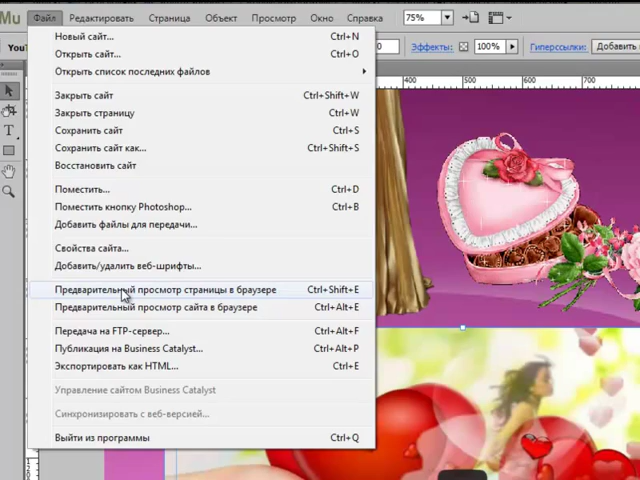 Mu Файл Редактировать Страница Объект Просмотр Окно Справка 75%
Эффекты: 100% Гиперссылки: Добавить
Новый сайт... Ctrl+N
Открыть сайт... Ctrl+O
Открыть список последних файлов
400 500 600 700
Закрыть сайт Ctrl+Shift+W
Закрыть страницу Ctrl+W
Сохранить сайт Ctrl+S
Сохранить сайт как... Ctrl+Shift+S
Восстановить сайт
Поместить... Ctrl+D
Поместить кнопку Photoshop... Ctrl+B
Добавить файлы для передачи...
Свойства сайта...
Добавить/удалить веб-шрифты...
Предварительный просмотр страницы в браузере Ctrl+Shift+E
Предварительный просмотр сайта в браузере Ctrl+Alt+E
Передача на FTP-сервер... Ctrl+Alt+F
Публикация на Business Catalyst... Ctrl+Alt+P
Экспортировать как HTML... Ctrl+E
Управление сайтом Business Catalyst
Синхронизировать с веб-версией...
Выйти из программы Ctrl+Q